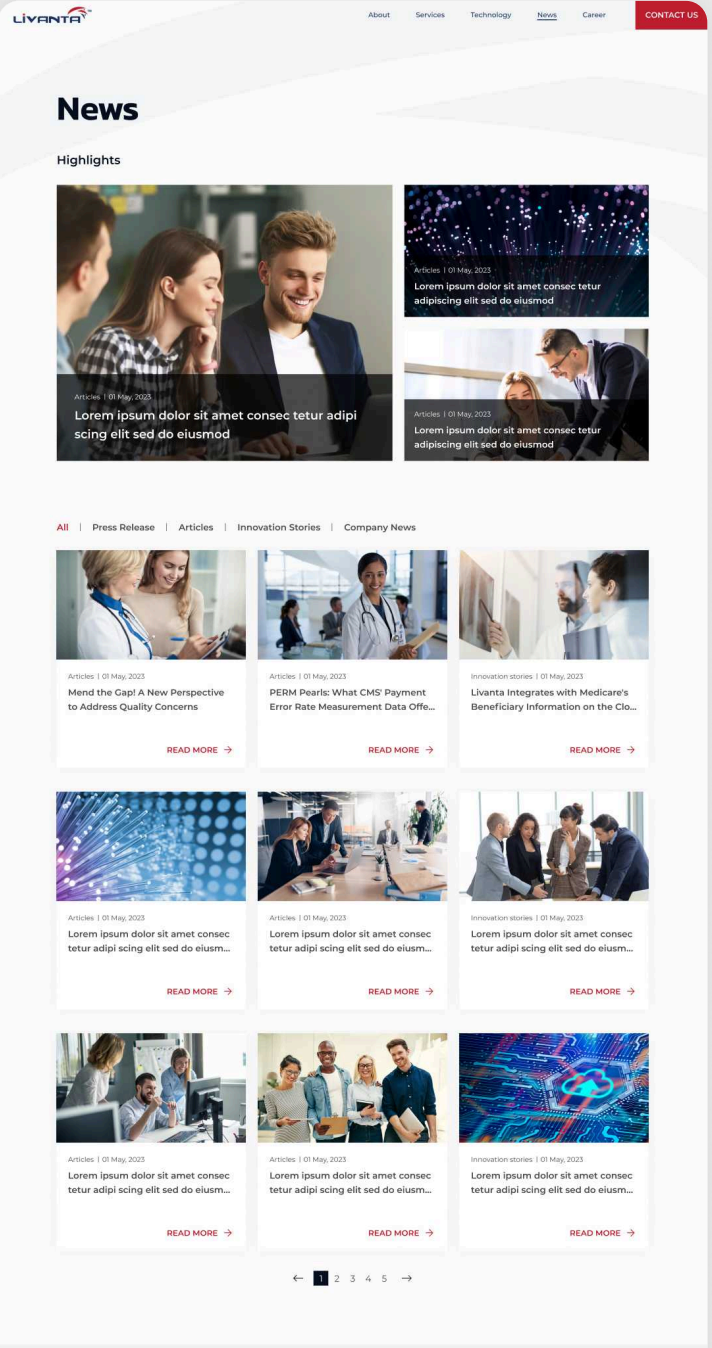 LiVANTA™
About Services Technology News Career CONTACT US
News
Highlights
Articles | 01 May, 2023
Lorem ipsum dolor sit amet consec tetur adipi
scing elit sed do eiusmod
Articles | 01 May, 2023
Lorem ipsum dolor sit amet consec tetur
adipiscing elit sed do eiusmod
Articles | 01 May, 2023
Lorem ipsum dolor sit amet consec tetur
adipiscing elit sed do eiusmod
All | Press Release | Articles | Innovation Stories | Company News
Articles | 01 May, 2023
Mend the Gap! A New Perspective
to Address Quality Concerns
READ MORE →
Articles | 01 May, 2023
PERM Pearls: What CMS' Payment
Error Rate Measurement Data Offe...
READ MORE →
Innovation stories | 01 May, 2023
Livanta Integrates with Medicare's
Beneficiary Information on the Clo...
READ MORE →
Articles | 01 May, 2023
Lorem ipsum dolor sit amet consec
tetur adipi scing elit sed do eiusm...
READ MORE →
Articles | 01 May, 2023
Lorem ipsum dolor sit amet consec
tetur adipi scing elit sed do eiusm...
READ MORE →
Innovation stories | 01 May, 2023
Lorem ipsum dolor sit amet consec
tetur adipi scing elit sed do eiusm...
READ MORE →
Articles | 01 May, 2023
Lorem ipsum dolor sit amet consec
tetur adipi scing elit sed do eiusm...
READ MORE →
Articles | 01 May, 2023
Lorem ipsum dolor sit amet consec
tetur adipi scing elit sed do eiusm...
READ MORE →
Innovation stories | 01 May, 2023
Lorem ipsum dolor sit amet consec
tetur adipi scing elit sed do eiusm...
READ MORE →
← 1 2 3 4 5 →